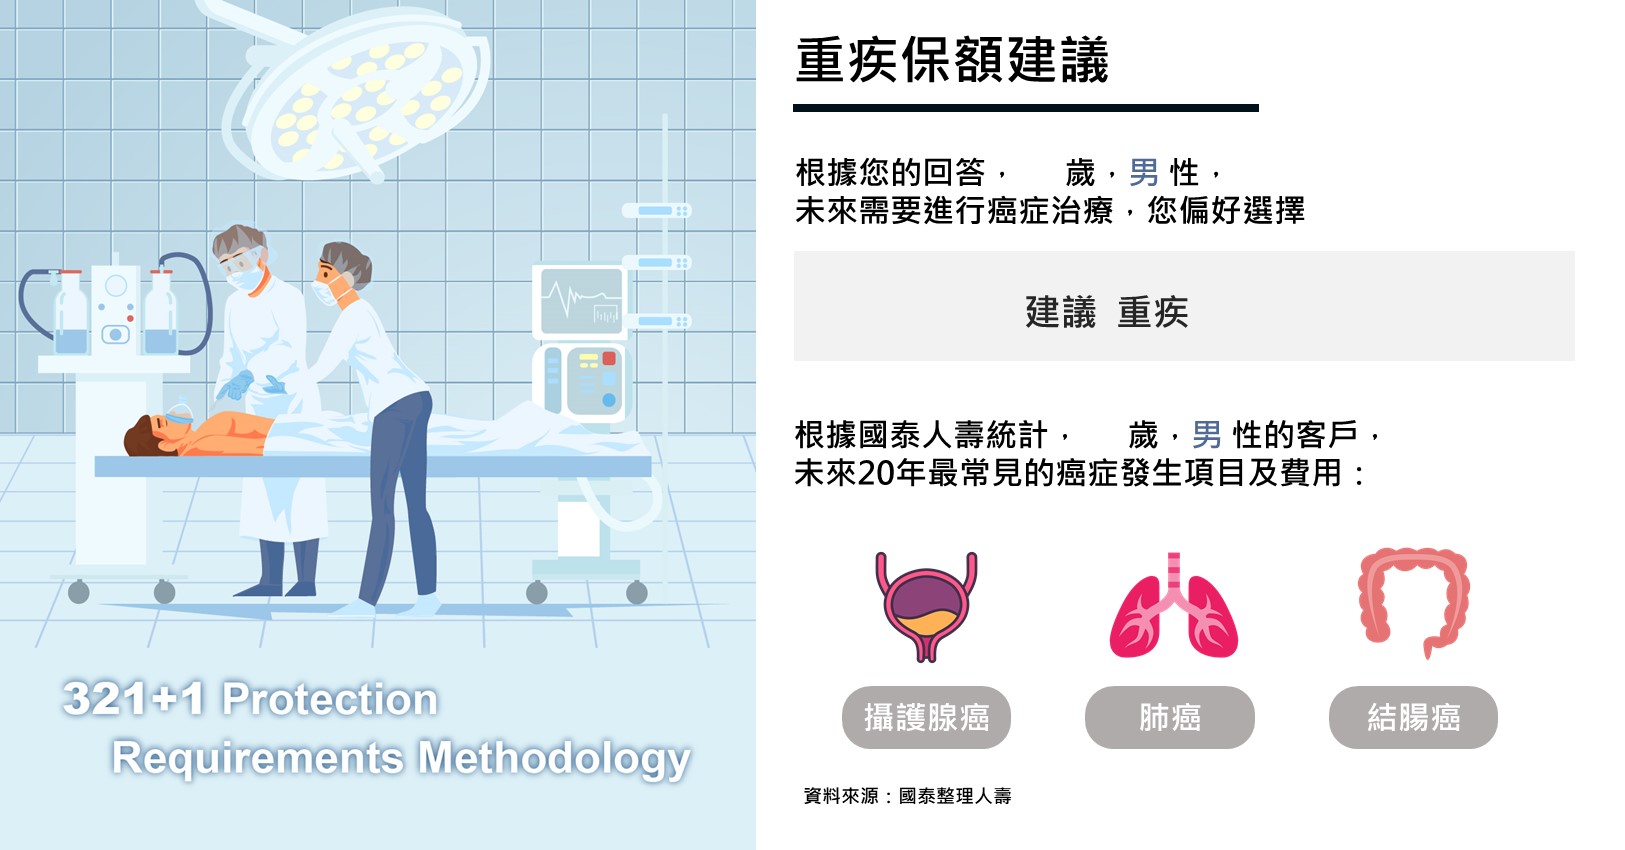 321+1 Protection
Requirements Methodology
重疾保額建議
根據您的回答， 歲，男 性，
未來需要進行癌症治療，您偏好選擇
建議 重疾
根據國泰人壽統計， 歲，男 性的客戶，
未來20年最常見的癌症發生項目及費用：
攝護腺癌 肺癌 結腸癌
資料來源：國泰整理人壽